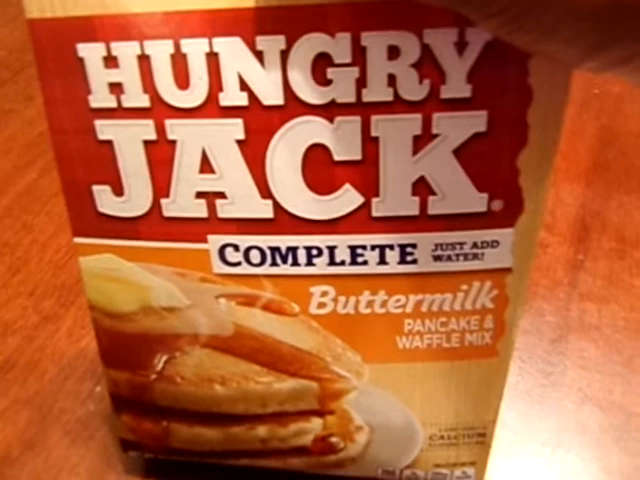 HUNGRY
JACK®
COMPLETE JUST ADD
WATER!
Buttermilk
PANCAKE &
WAFFLE MIX
CALCIUM